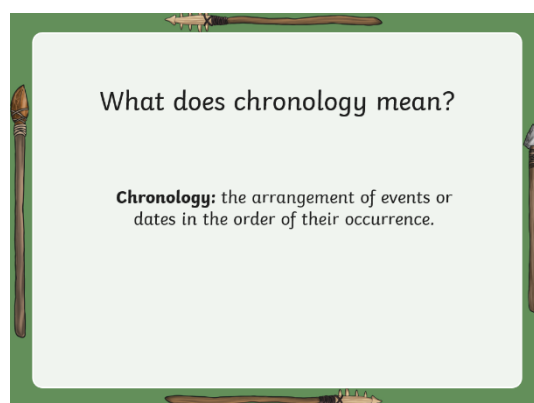 What does chronology mean?
Chronology: the arrangement of events or
dates in the order of their occurrence.